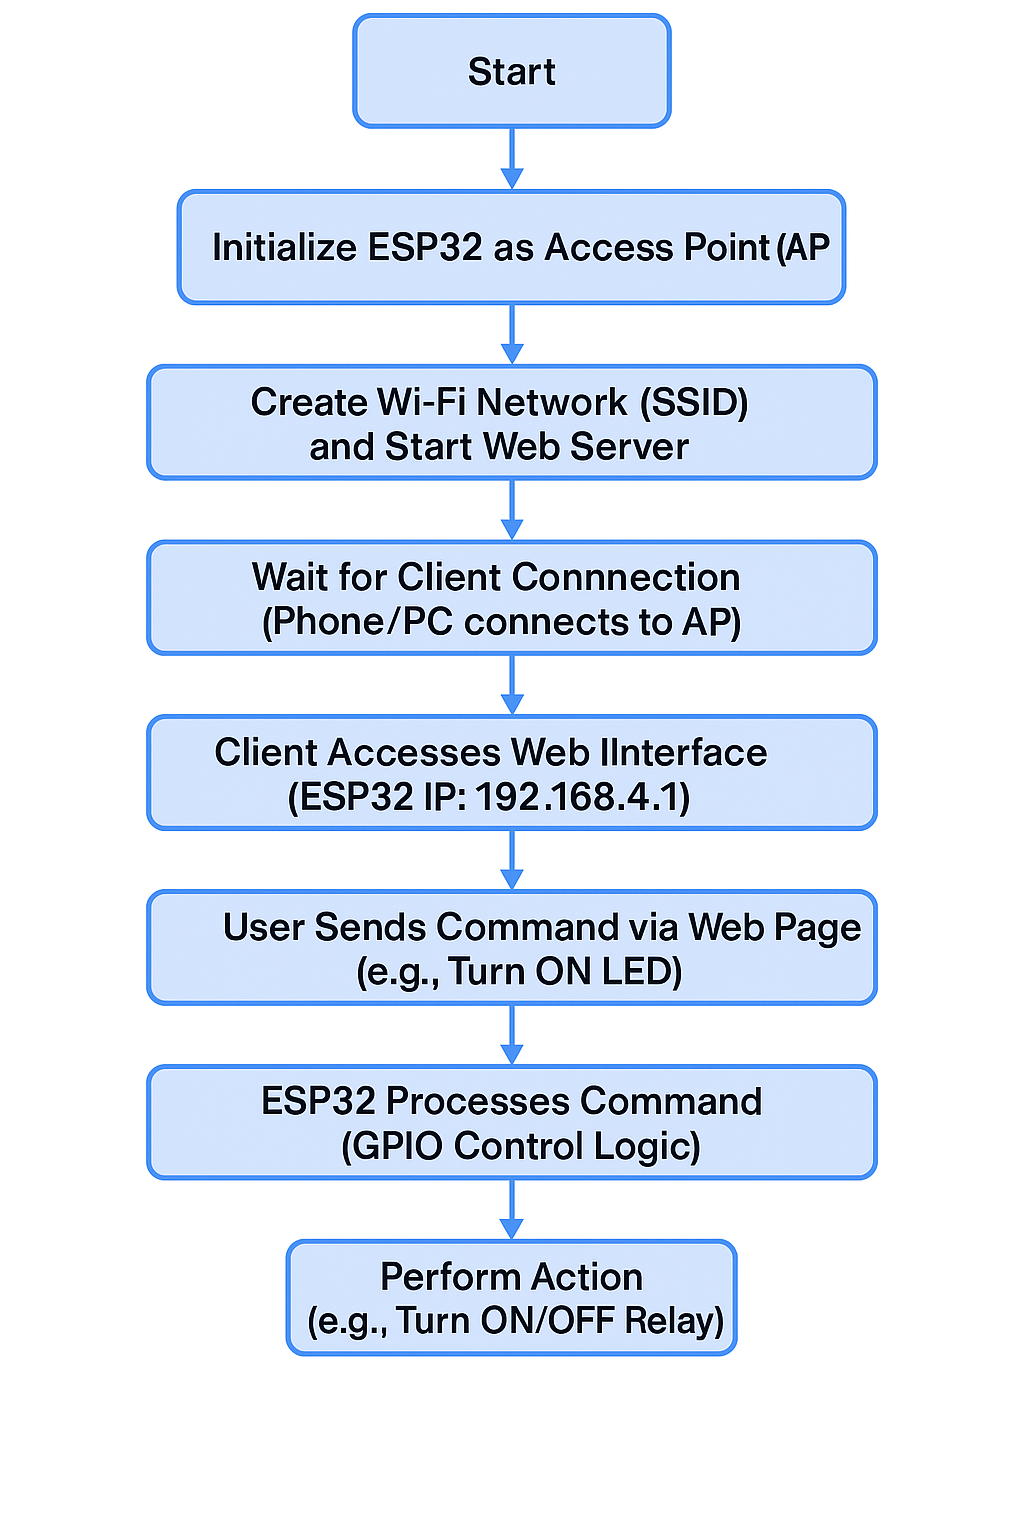 Start
Initialize ESP32 as Access Point (AP
Create Wi-Fi Network (SSID)
and Start Web Server
Wait for Client Connnnection
(Phone/PC connects to AP)
Client Accesses Web IInterface
(ESP32 IP: 192.168.4.1)
User Sends Command via Web Page
(e.g., Turn ON LED)
ESP32 Processes Command
(GPIO Control Logic)
Perform Action
(e.g., Turn ON/OFF Relay)